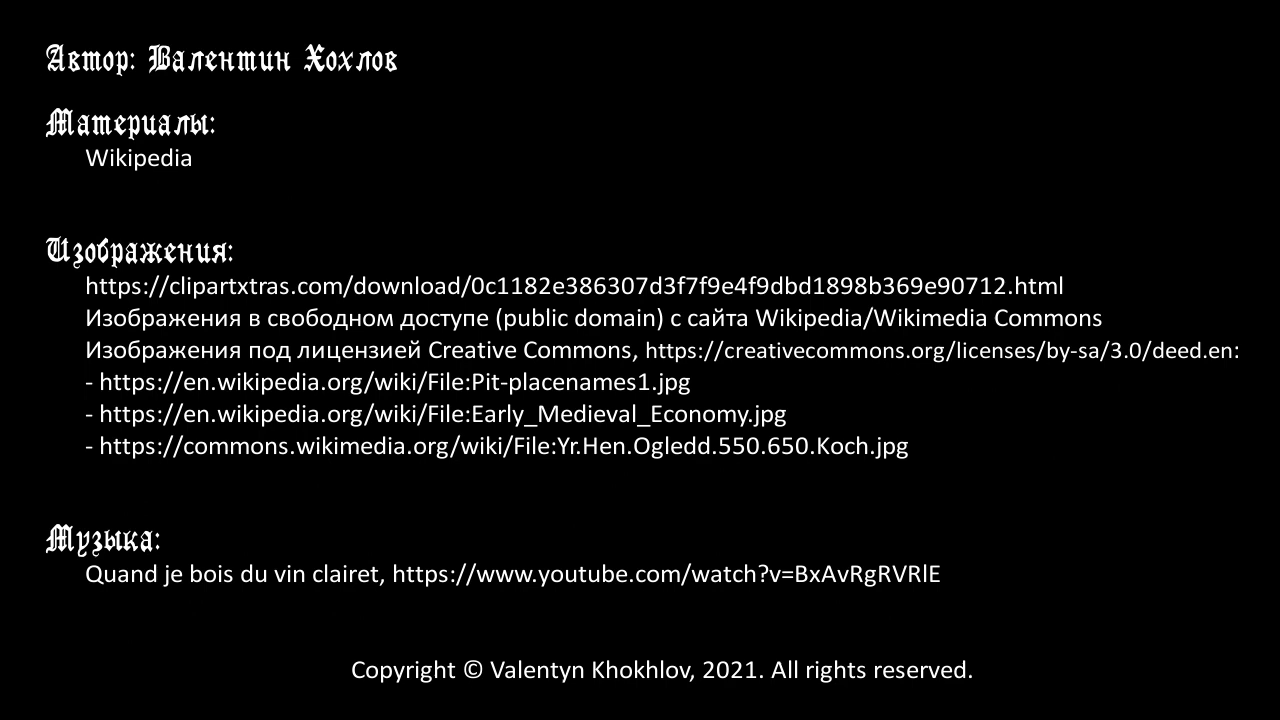 Автор: Валентин Хохлов
Материалы:
Wikipedia
Изображения:
https://clipartxtras.com/download/0c1182e386307d3f7f9e4f9dbd1898b369e90712.html
Изображения в свободном доступе (public domain) с сайта Wikipedia/Wikimedia Commons
Изображения под лицензией Creative Commons, https://creativecommons.org/licenses/by-sa/3.0/deed.en:
- https://en.wikipedia.org/wiki/File:Pit-placenames1.jpg
- https://en.wikipedia.org/wiki/File:Early_Medieval_Economy.jpg
- https://commons.wikimedia.org/wiki/File:Yr.Hen.Ogledd.550.650.Koch.jpg
Музыка:
Quand je bois du vin clairet, https://www.youtube.com/watch?v=BxAvRgRVRlE
Copyright © Valentyn Khokhlov, 2021. All rights reserved.